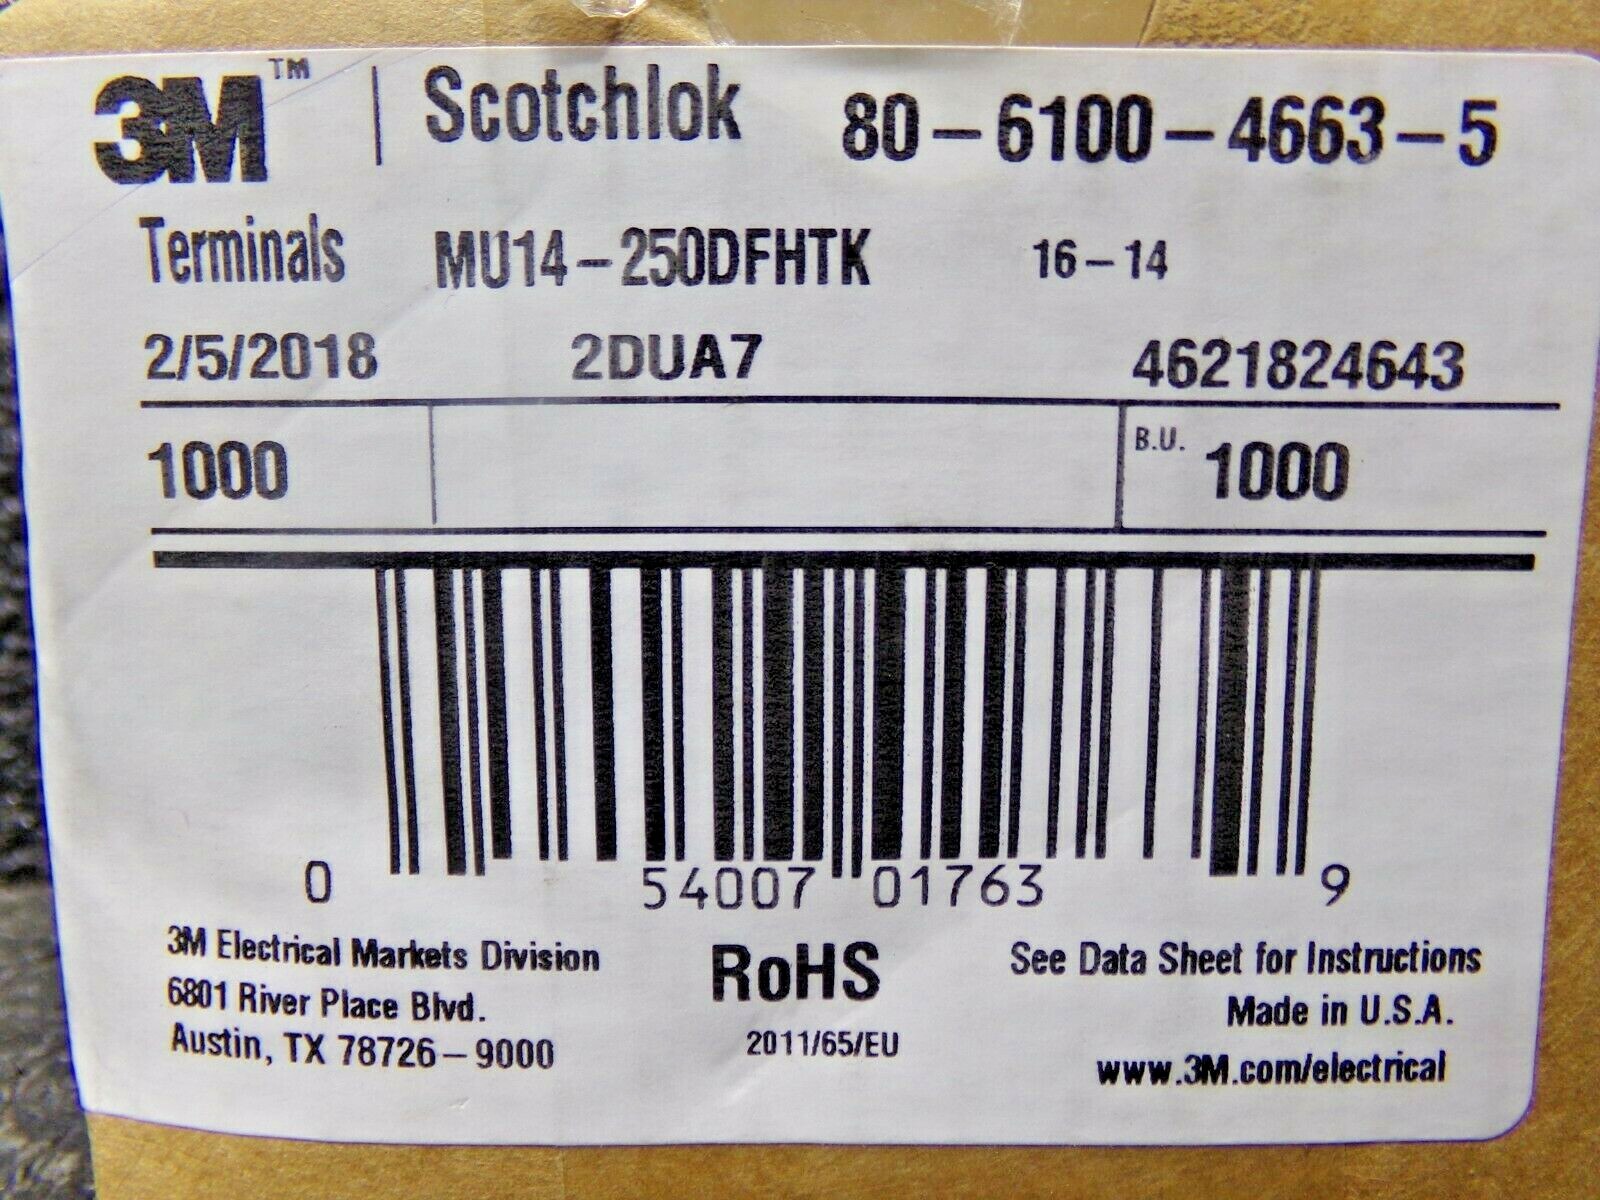 3M™ | Scotchlok 80-6100-4663-5
Terminals MU14-250DFHTK 16-14
2/5/2018 2DUA7 4621824643
1000 B.U. 1000
0 54007 01763 9
3M Electrical Markets Division
6801 River Place Blvd.
Austin, TX 78726-9000
RoHS
2011/65/EU
See Data Sheet for Instructions
Made in U.S.A.
www.3M.com/electrical